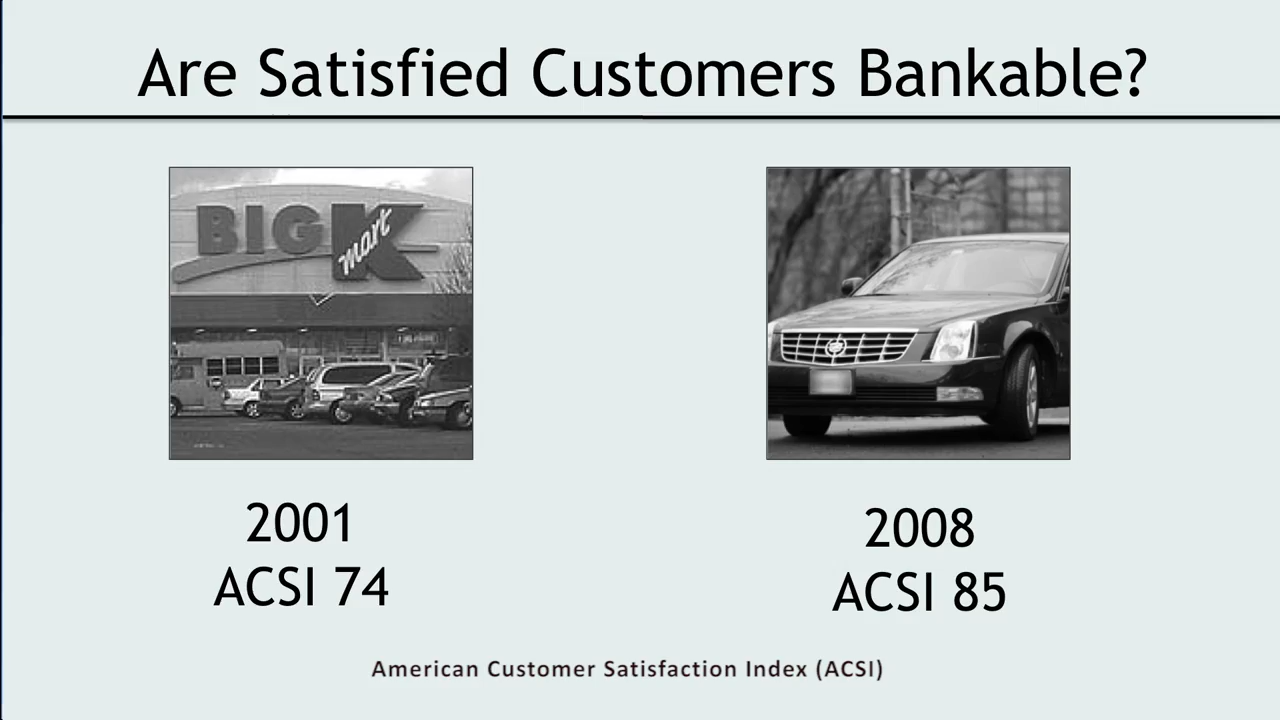 Are Satisfied Customers Bankable?
BIG K
mart
2001
ACSI 74
2008
ACSI 85
American Customer Satisfaction Index (ACSI)